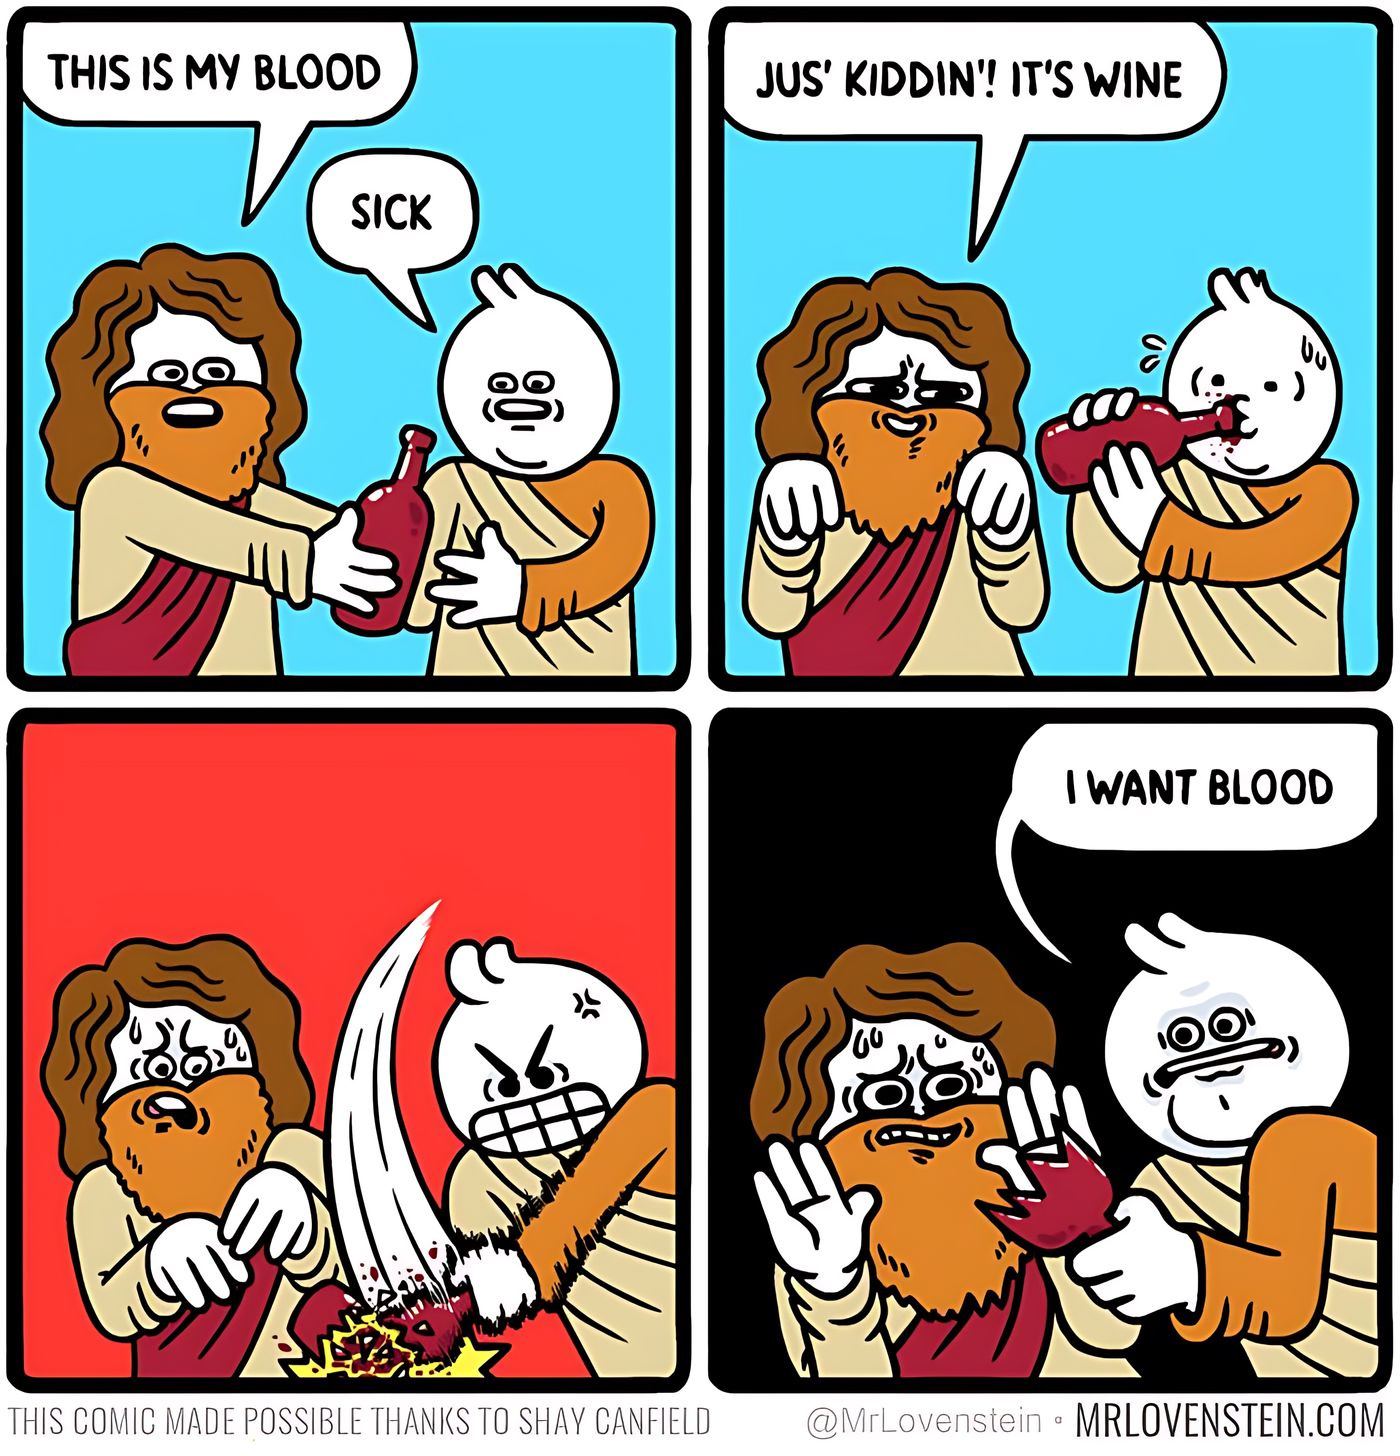 THIS IS MY BLOOD
SICK
JUS' KIDDIN'! IT'S WINE
I WANT BLOOD
THIS COMIC MADE POSSIBLE THANKS TO SHAY CANFIELD
@MrLovenstein • MRLOVENSTEIN.COM